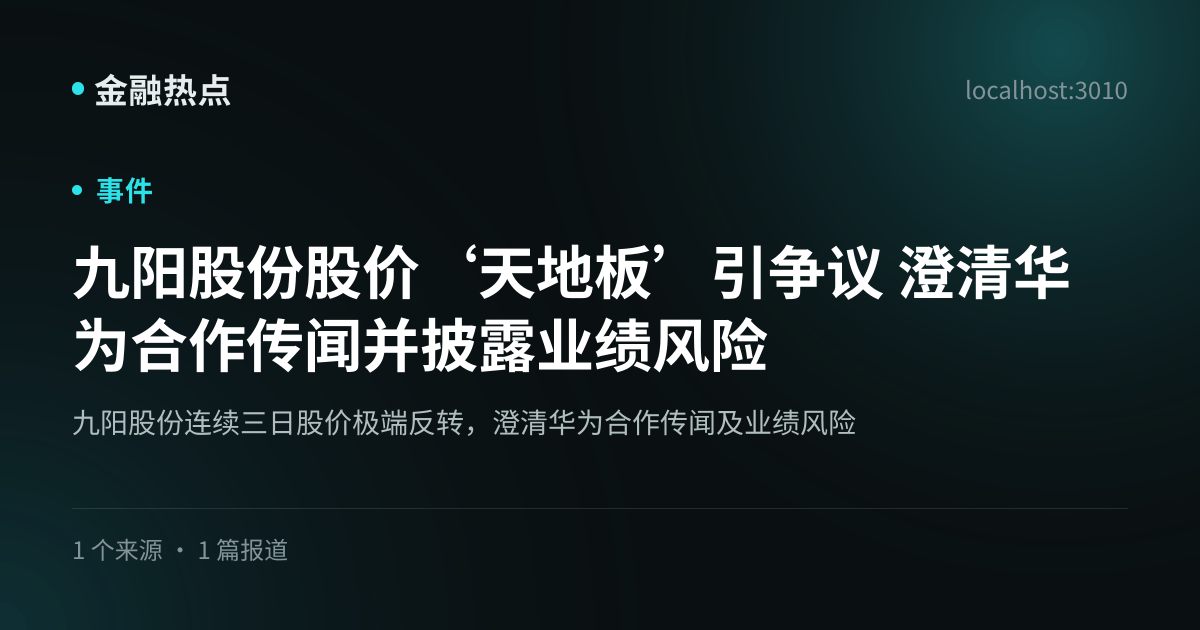 金融热点
localhost:3010
事件
九阳股份股价‘天地板’引争议 澄清华
为合作传闻并披露业绩风险
九阳股份连续三日股价极端反转，澄清华为合作传闻及业绩风险
1 个来源 • 1 篇报道